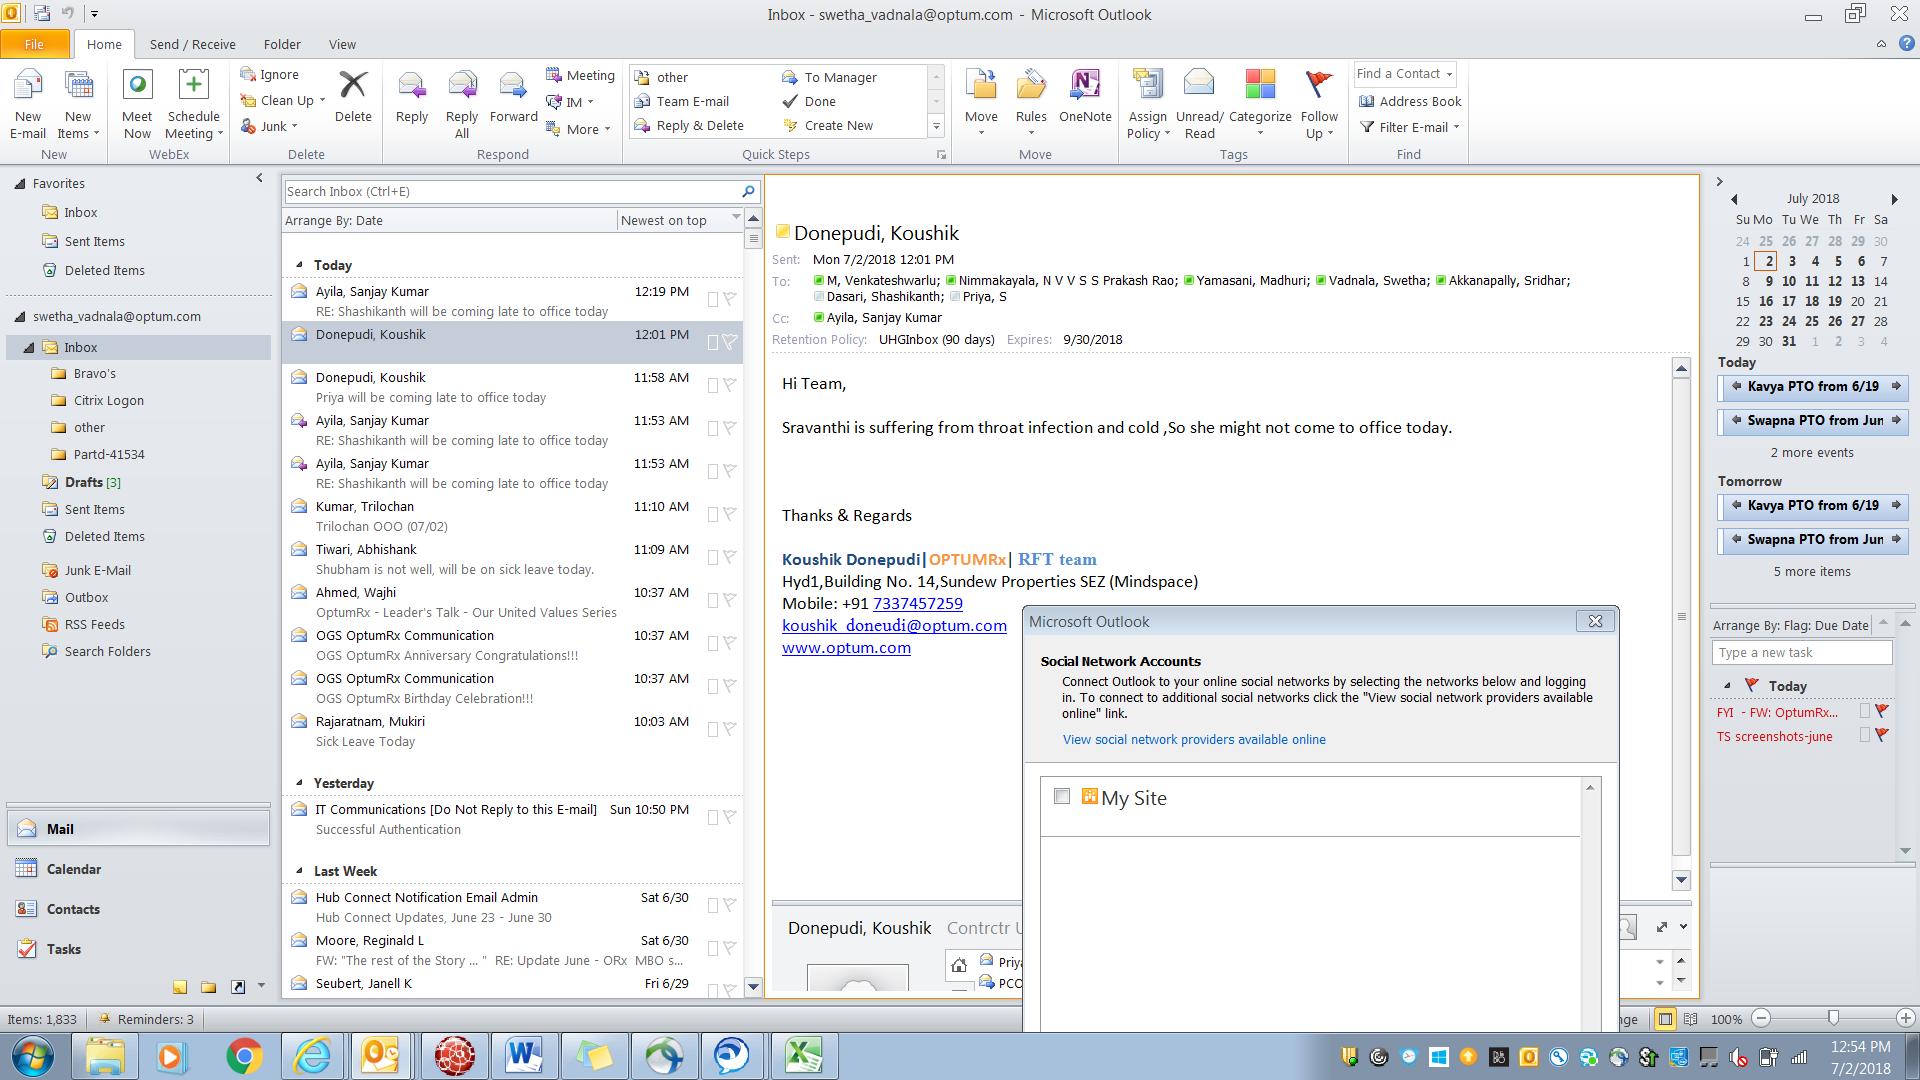 Inbox - swetha_vadnala@optum.com - Microsoft Outlook
File Home Send / Receive Folder View
New E-mail
New Items
New
Meet Now
Schedule Meeting
WebEx
Ignore
Clean Up
Junk
Delete
Delete
Reply
Reply All
Forward
Meeting
IM
More
Respond
other
Team E-mail
Reply & Delete
To Manager
Done
Create New
Quick Steps
Move
Rules
OneNote
Move
Assign Policy
Unread/ Read
Categorize
Follow Up
Tags
Find a Contact
Address Book
Filter E-mail
Find
Favorites
Inbox
Sent Items
Deleted Items
swetha_vadnala@optum.com
Inbox
Bravo's
Citrix Logon
other
Partd-41534
Drafts [3]
Sent Items
Deleted Items
Junk E-Mail
Outbox
RSS Feeds
Search Folders
Mail
Calendar
Contacts
Tasks
Search Inbox (Ctrl+E)
Arrange By: Date Newest on top
Today
Ayila, Sanjay Kumar 12:19 PM
RE: Shashikanth will be coming late to office today
Donepudi, Koushik 12:01 PM
Donepudi, Koushik 11:58 AM
Priya will be coming late to office today
Ayila, Sanjay Kumar 11:53 AM
RE: Shashikanth will be coming late to office today
Ayila, Sanjay Kumar 11:53 AM
RE: Shashikanth will be coming late to office today
Kumar, Trilochan 11:10 AM
Trilochan OOO (07/02)
Tiwari, Abhishank 11:09 AM
Shubham is not well, will be on sick leave today.
Ahmed, Wajhi 10:37 AM
OptumRx - Leader's Talk - Our United Values Series
OGS OptumRx Communication 10:37 AM
OGS OptumRx Anniversary Congratulations!!!
OGS OptumRx Communication 10:37 AM
OGS OptumRx Birthday Celebration!!!
Rajaratnam, Mukiri 10:03 AM
Sick Leave Today
Yesterday
IT Communications [Do Not Reply to this E-mail] Sun 10:50 PM
Successful Authentication
Last Week
Hub Connect Notification Email Admin Sat 6/30
Hub Connect Updates, June 23 - June 30
Moore, Reginald L Sat 6/30
FW: "The rest of the Story ... " RE: Update June - ORx MBO s...
Seubert, Janell K Fri 6/29
Donepudi, Koushik
Sent: Mon 7/2/2018 12:01 PM
To: M, Venkateshwarlu; Nimmakayala, N V V S S Prakash Rao; Yamasani, Madhuri; Vadnala, Swetha; Akkanapally, Sridhar;
Dasari, Shashikanth; Priya, S
Cc: Ayila, Sanjay Kumar
Retention Policy: UHGInbox (90 days) Expires: 9/30/2018
Hi Team,
Sravanthi is suffering from throat infection and cold ,So she might not come to office today.
Thanks & Regards
Koushik Donepudi|OPTUMRx| RFT team
Hyd1,Building No. 14,Sundew Properties SEZ (Mindspace)
Mobile: +91 7337457259
koushik_doneudi@optum.com
www.optum.com
Microsoft Outlook
Social Network Accounts
Connect Outlook to your online social networks by selecting the networks below and logging
in. To connect to additional social networks click the "View social network providers available
online" link.
View social network providers available online
My Site
Donepudi, Koushik Contrctr U
Priya
PCO
July 2018
Su Mo Tu We Th Fr Sa
24 25 26 27 28 29 30
1 2 3 4 5 6 7
8 9 10 11 12 13 14
15 16 17 18 19 20 21
22 23 24 25 26 27 28
29 30 31 1 2 3 4
Today
Kavya PTO from 6/19
Swapna PTO from Jun
2 more events
Tomorrow
Kavya PTO from 6/19
Swapna PTO from Jun
5 more items
Arrange By: Flag: Due Date
Type a new task
Today
FYI - FW: OptumRx...
TS screenshots-june
Items: 1,833 Reminders: 3
nge 100%
12:54 PM
7/2/2018